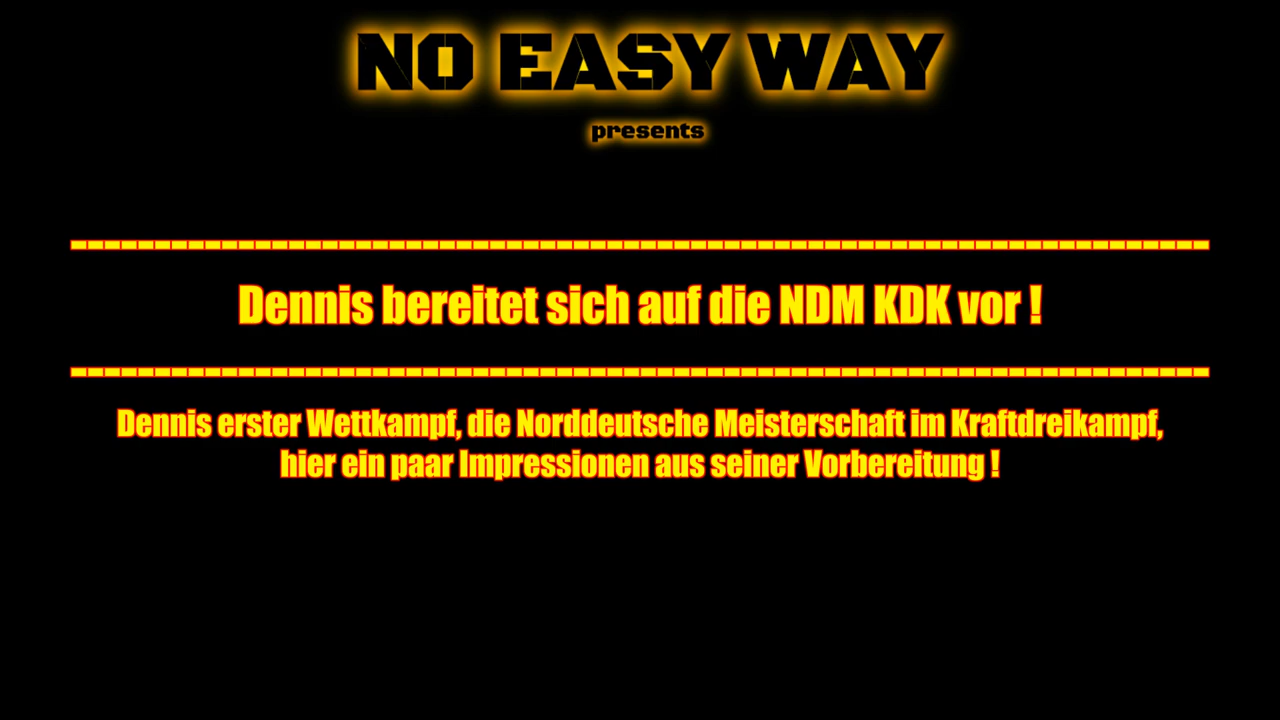 NO EASY WAY
presents
Dennis bereitet sich auf die NDM KDK vor !
Dennis erster Wettkampf, die Norddeutsche Meisterschaft im Kraftdreikampf,
hier ein paar Impressionen aus seiner Vorbereitung !